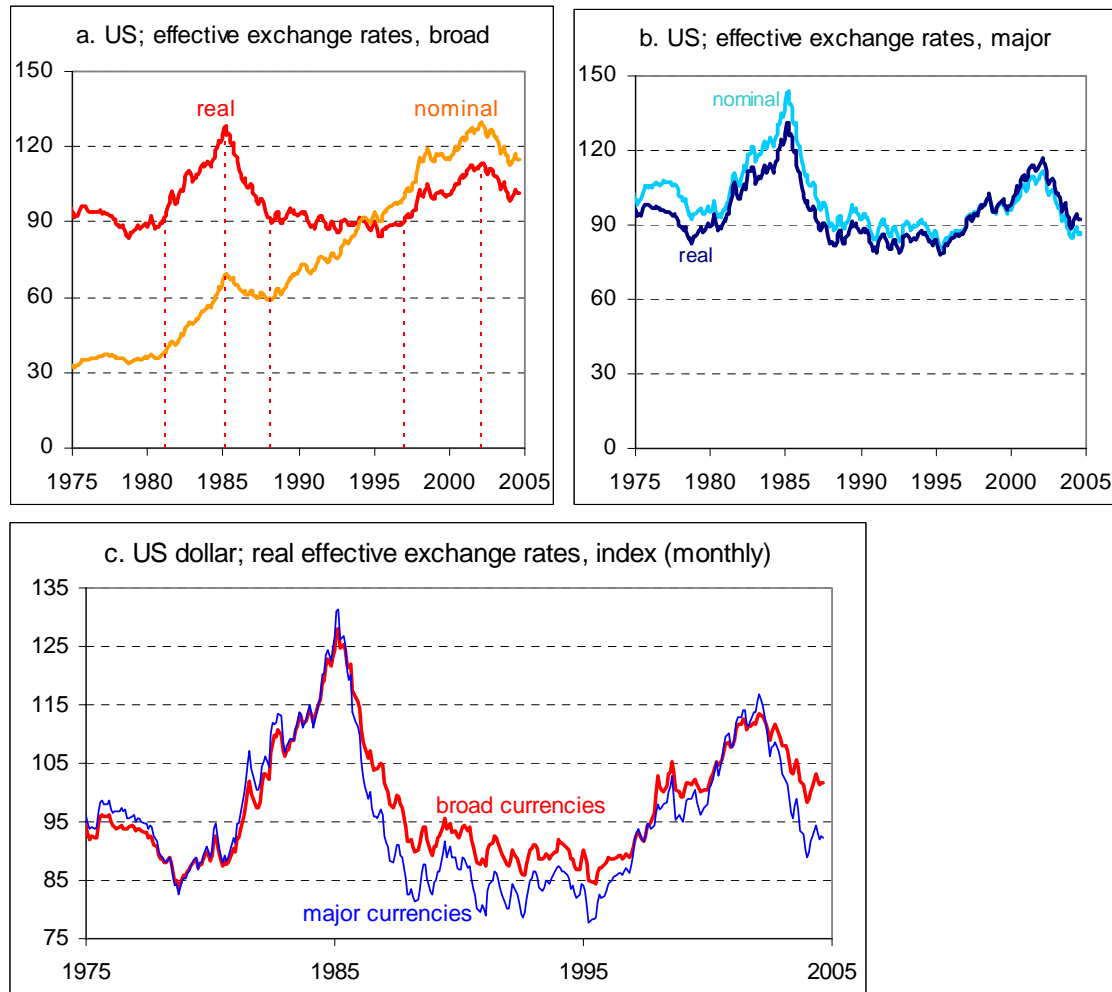 a. US; effective exchange rates, broad
150
120
90
60
30
0
real
nominal
1975 1980 1985 1990 1995 2000 2005
b. US; effective exchange rates, major
150
120
90
60
30
0
nominal
real
1975 1980 1985 1990 1995 2000 2005
c. US dollar; real effective exchange rates, index (monthly)
135
125
115
105
95
85
75
broad currencies
major currencies
1975 1985 1995 2005